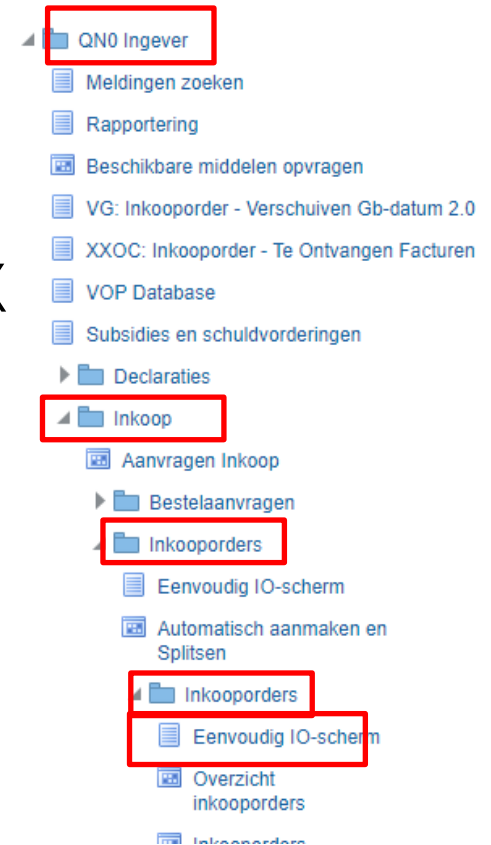 QN0 Ingever
Meldingen zoeken
Rapportering
Beschikbare middelen opvragen
VG: Inkooporder - Verschuiven Gb-datum 2.0
XXOC: Inkooporder - Te Ontvangen Facturen
VOP Database
Subsidies en schuldvorderingen
Declaraties
Inkoop
Aanvragen Inkoop
Bestelaanvragen
Inkooporders
Eenvoudig IO-scherm
Automatisch aanmaken en
Splitsen
Inkooporders
Eenvoudig IO-scherm
Overzicht
inkooporders
Inkooporders